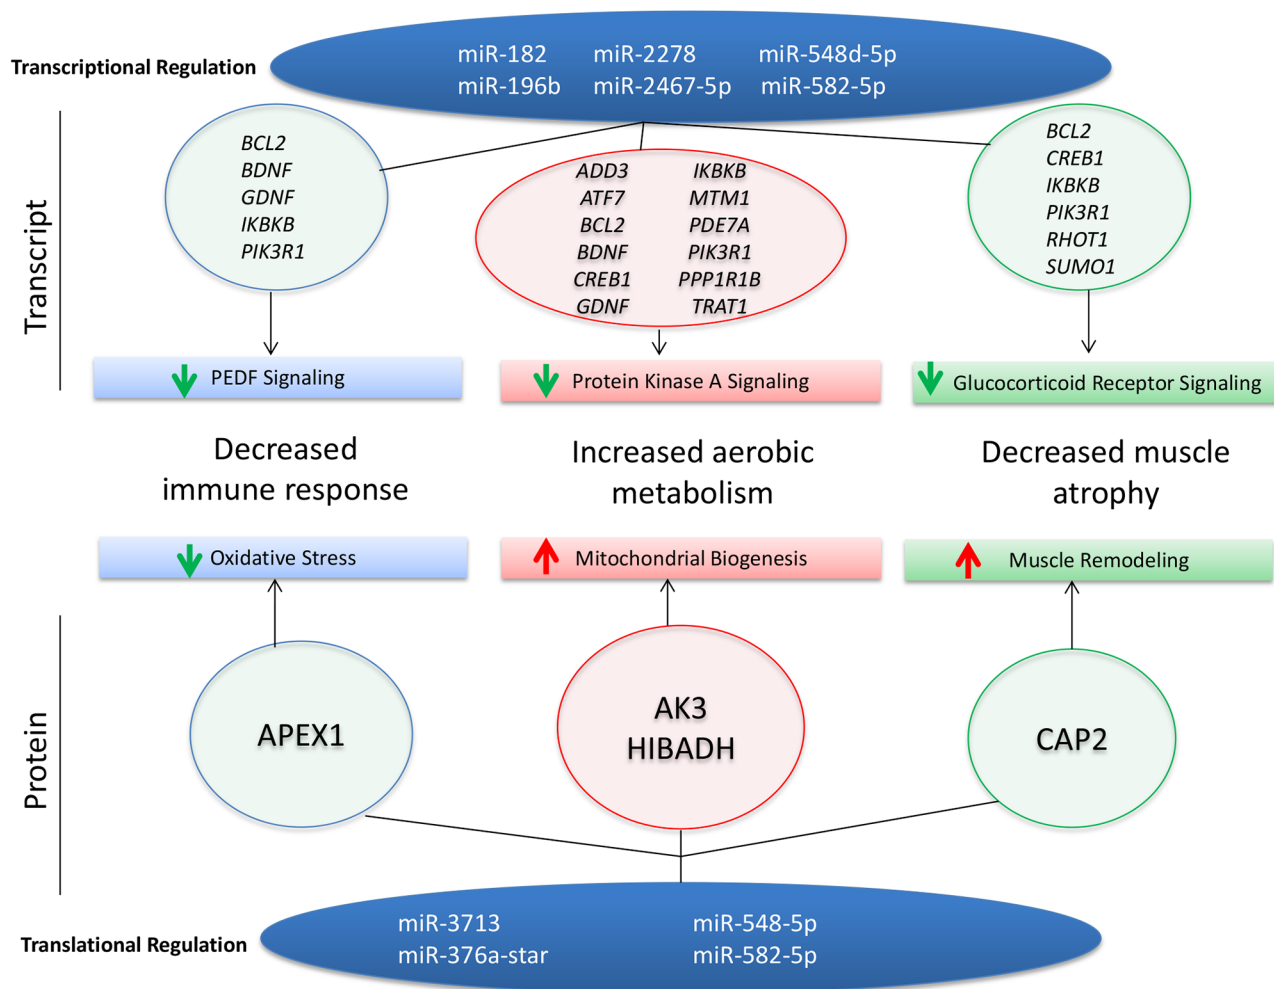 miR-182 miR-2278 miR-548d-5p
Transcriptional Regulation
miR-196b miR-2467-5p miR-582-5p
Transcript
BCL2
BDNF
GDNF
IKBKB
PIK3R1
ADD3 IKBKB
ATF7 MTM1
BCL2 PDE7A
BDNF PIK3R1
CREB1 PPP1R1B
GDNF TRAT1
BCL2
CREB1
IKBKB
PIK3R1
RHOT1
SUMO1
PEDF Signaling
Protein Kinase A Signaling
Glucocorticoid Receptor Signaling
Decreased
immune response
Increased aerobic
metabolism
Decreased muscle
atrophy
Oxidative Stress
Mitochondrial Biogenesis
Muscle Remodeling
Protein
APEX1
AK3
HIBADH
CAP2
miR-3713 miR-548-5p
Translational Regulation
miR-376a-star miR-582-5p